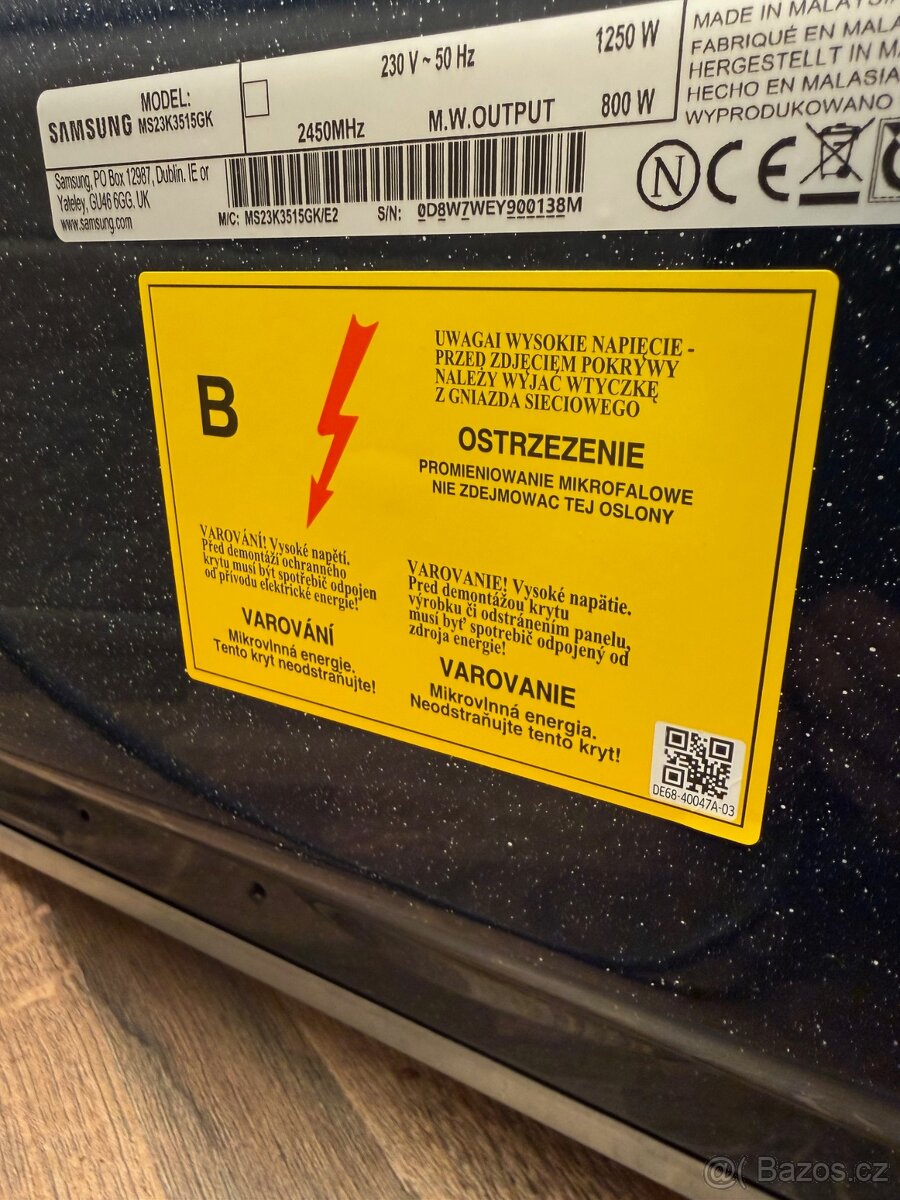 SAMSUNG
MODEL:
MS23K3515GK
230 V ~ 50 Hz
1250 W
2450MHz
M.W.OUTPUT
800 W
MADE IN MALAYSIA
FABRIQUÉ EN MALA
HERGESTELLT IN MA
HECHO EN MALASIA
WYPRODUKOWANO
Samsung, PO Box 12987, Dublin. IE or
Yateley, GU46 6GG. UK
www.samsung.com
M/C: MS23K3515GK/E2
S/N: 0D8W7WEY900138M
N CE
B
UWAGAI WYSOKIE NAPIĘCIE -
PRZED ZDJĘCIEM POKRYWY
NALEŻY WYJAĆ WTYCZKĘ
Z GNIAZDA SIECIOWEGO
OSTRZEZENIE
PROMIENIOWANIE MIKROFALOWE
NIE ZDEJMOWAC TEJ OSLONY
VAROVÁNÍ! Vysoké napětí.
Před demontáží ochranného
krytu musí být spotřebič odpojen
od přívodu elektrické energie!
VAROVÁNÍ
Mikrovlnná energie.
Tento kryt neodstraňujte!
VAROVANIE! Vysoké napätie.
Pred demontážou krytu
výrobku či odstránením panelu,
musí byť spotrebič odpojený od
zdroja energie!
VAROVANIE
Mikrovlnná energia.
Neodstraňujte tento kryt!
DE68-40047A-03
@( Bazos.cz